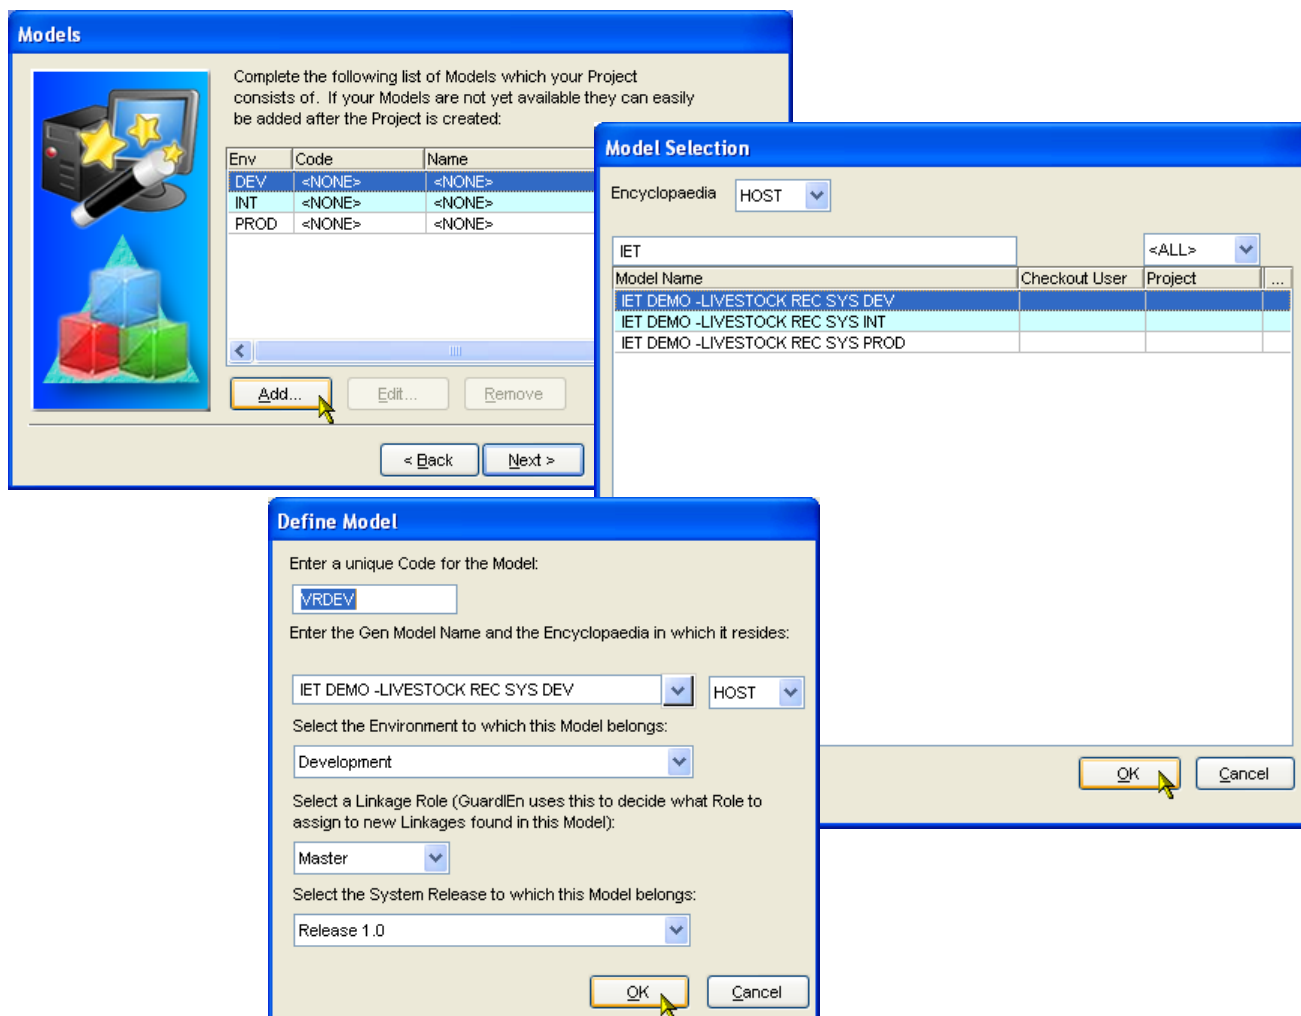 Models
Complete the following list of Models which your Project
consists of. If your Models are not yet available they can easily
be added after the Project is created:
Env Code Name
DEV <NONE> <NONE>
INT <NONE> <NONE>
PROD <NONE> <NONE>
Add... Edit... Remove
< Back Next >
Model Selection
Encyclopaedia HOST
IET <ALL>
Model Name Checkout User Project ...
IET DEMO -LIVESTOCK REC SYS DEV
IET DEMO -LIVESTOCK REC SYS INT
IET DEMO -LIVESTOCK REC SYS PROD
OK Cancel
Define Model
Enter a unique Code for the Model:
VRDEV
Enter the Gen Model Name and the Encyclopaedia in which it resides:
IET DEMO -LIVESTOCK REC SYS DEV HOST
Select the Environment to which this Model belongs:
Development
Select a Linkage Role (GuardIEn uses this to decide what Role to
assign to new Linkages found in this Model):
Master
Select the System Release to which this Model belongs:
Release 1.0
OK Cancel